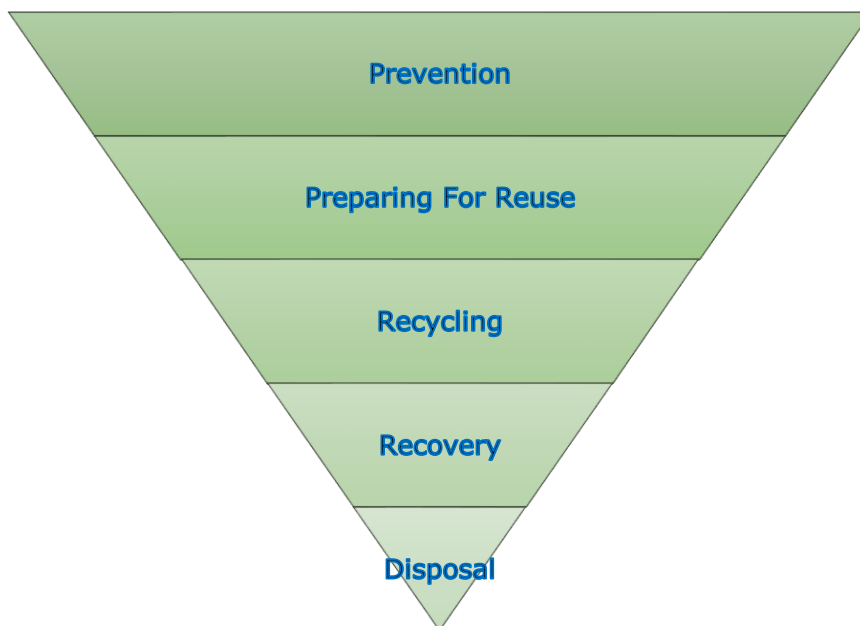 Prevention
Preparing For Reuse
Recycling
Recovery
Disposal